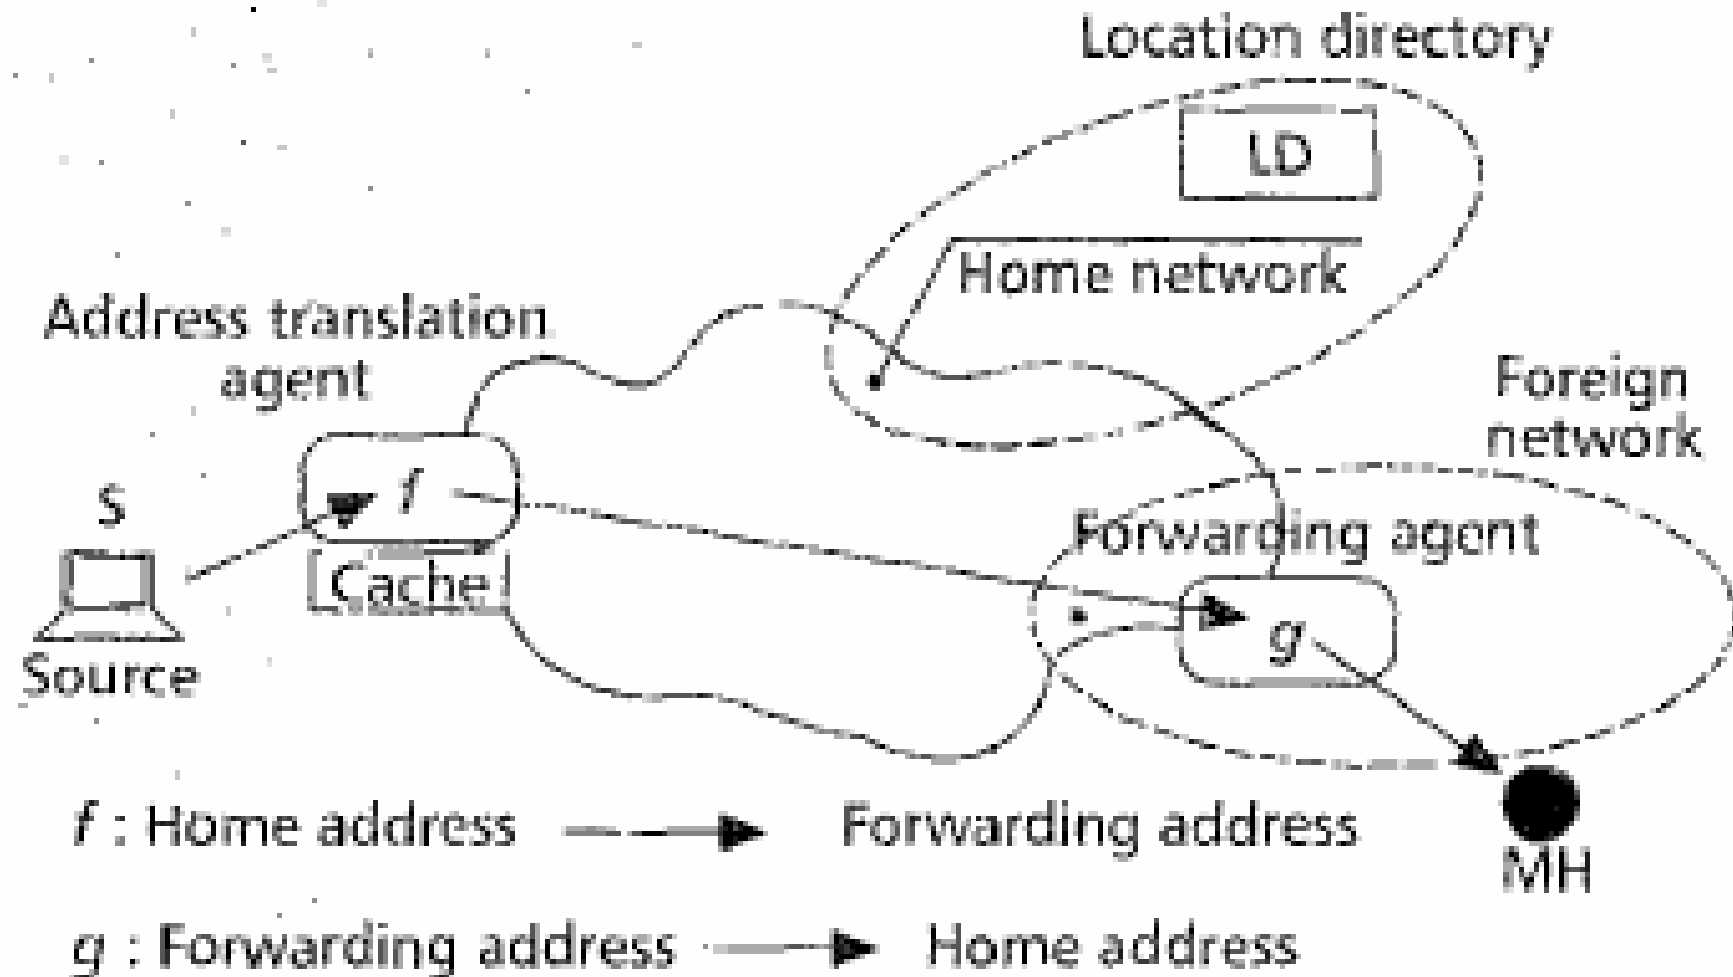 Location directory
LD
Home network
Address translation
agent
Foreign
network
S
f
Forwarding agent
Cache
g
Source
f : Home address Forwarding address
MH
g : Forwarding address Home address